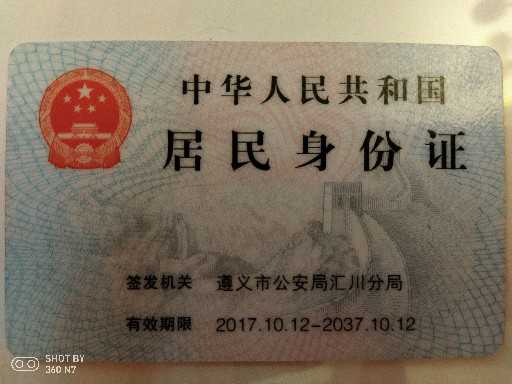 中华人民共和国
居民身份证
签发机关 遵义市公安局汇川分局
有效期限 2017.10.12-2037.10.12
SHOT BY
360 N7